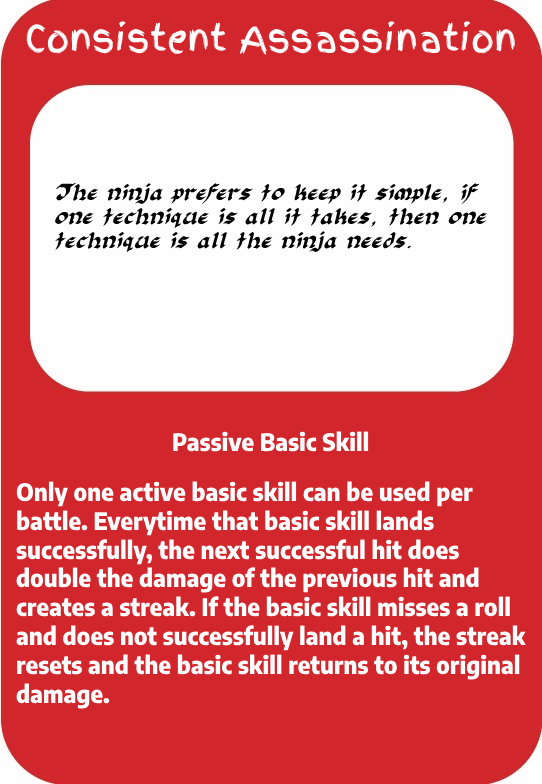 Consistent Assassination
The ninja prefers to keep it simple, if
one technique is all it takes, then one
technique is all the ninja needs.
Passive Basic Skill
Only one active basic skill can be used per
battle. Everytime that basic skill lands
successfully, the next successful hit does
double the damage of the previous hit and
creates a streak. If the basic skill misses a roll
and does not successfully land a hit, the streak
resets and the basic skill returns to its original
damage.